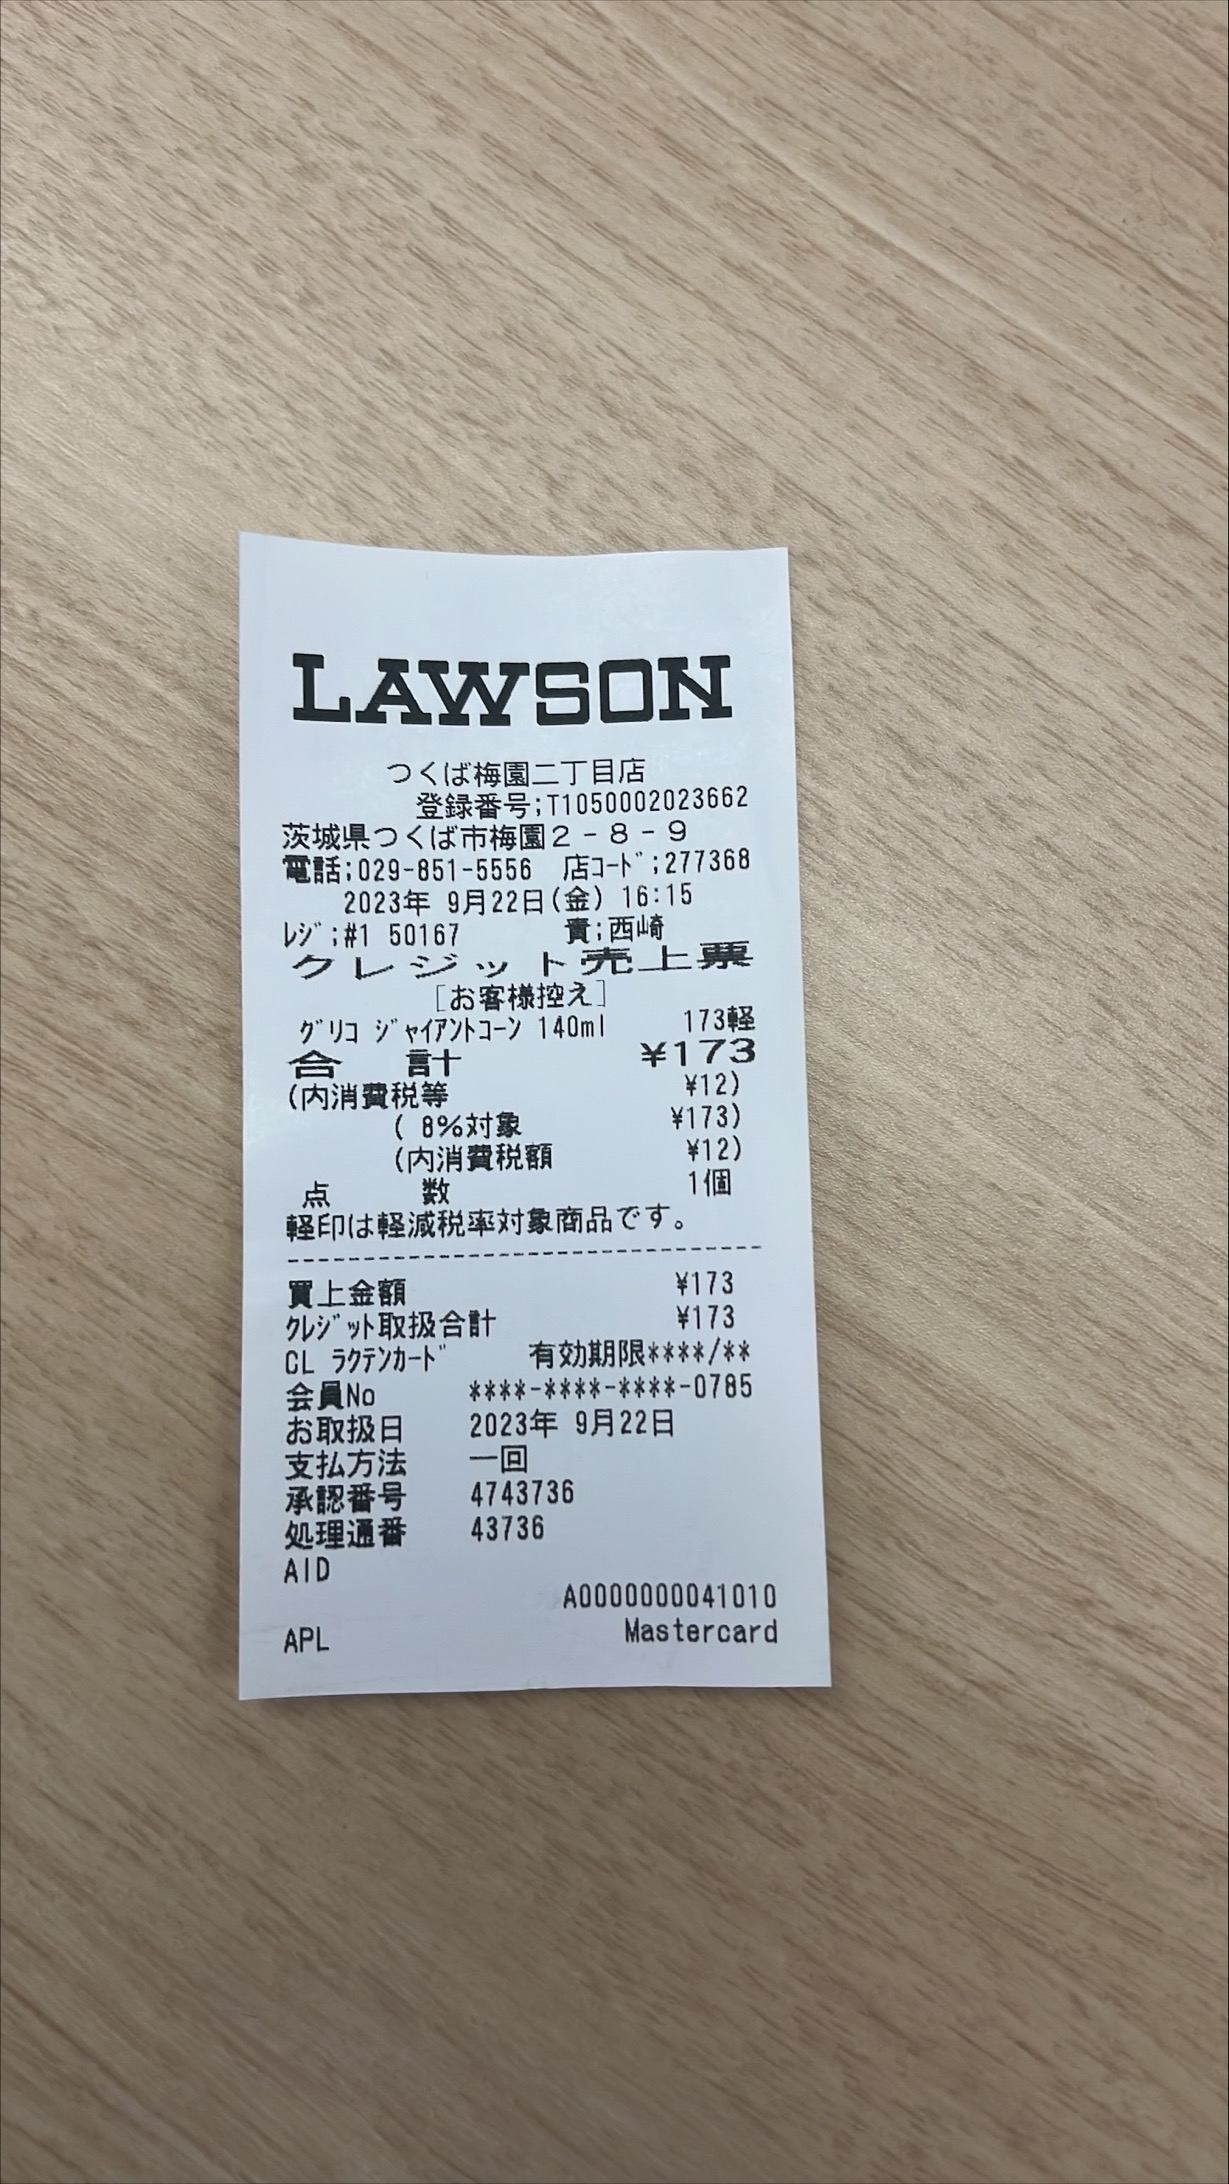 LAWSON
つくば梅園二丁目店
登録番号;T1050002023662
茨城県つくば市梅園2-8-9
電話;029-851-5556 店コード;277368
2023年 9月22日(金) 16:15
レジ;#1 50167 責;西崎
クレジット売上票
[お客様控え]
グリコ ジャイアントコーン 140ml 173軽
合 計 ¥173
(内消費税等 ¥12)
( 8%対象 ¥173)
(内消費税額 ¥12)
点 数 1個
軽印は軽減税率対象商品です。
買上金額 ¥173
クレジット取扱合計 ¥173
CL ラクテンカード 有効期限****/**
会員No ****-****-****-0785
お取扱日 2023年 9月22日
支払方法 一回
承認番号 4743736
処理通番 43736
AID
A0000000041010
APL Mastercard